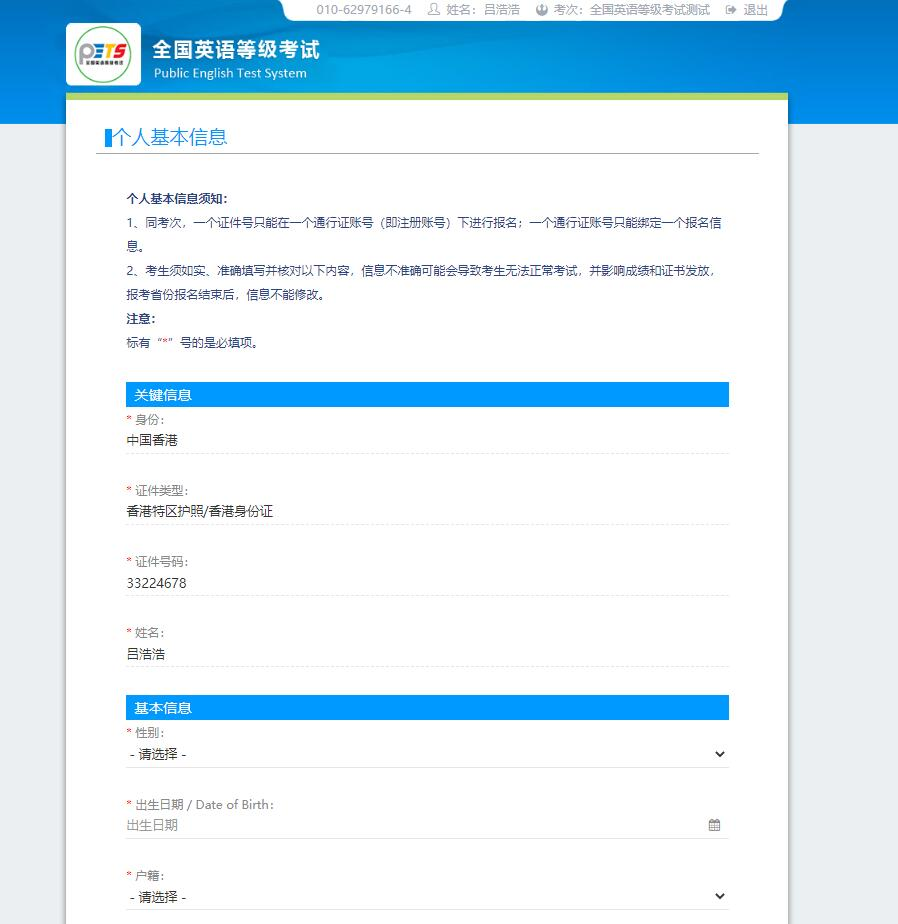 010-62979166-4 姓名：吕浩浩 考次：全国英语等级考试测试 退出
PETS
全国英语等级考试
全国英语等级考试
Public English Test System
个人基本信息
个人基本信息须知：
1、同考次，一个证件号只能在一个通行证账号（即注册账号）下进行报名；一个通行证账号只能绑定一个报名信
息。
2、考生须如实、准确填写并核对以下内容，信息不准确可能会导致考生无法正常考试，并影响成绩和证书发放，
报考省份报名结束后，信息不能修改。
注意：
标有“*”号的是必填项。
关键信息
* 身份：
中国香港
* 证件类型：
香港特区护照/香港身份证
* 证件号码：
33224678
* 姓名：
吕浩浩
基本信息
* 性别：
- 请选择 -
* 出生日期 / Date of Birth：
出生日期
* 户籍：
- 请选择 -